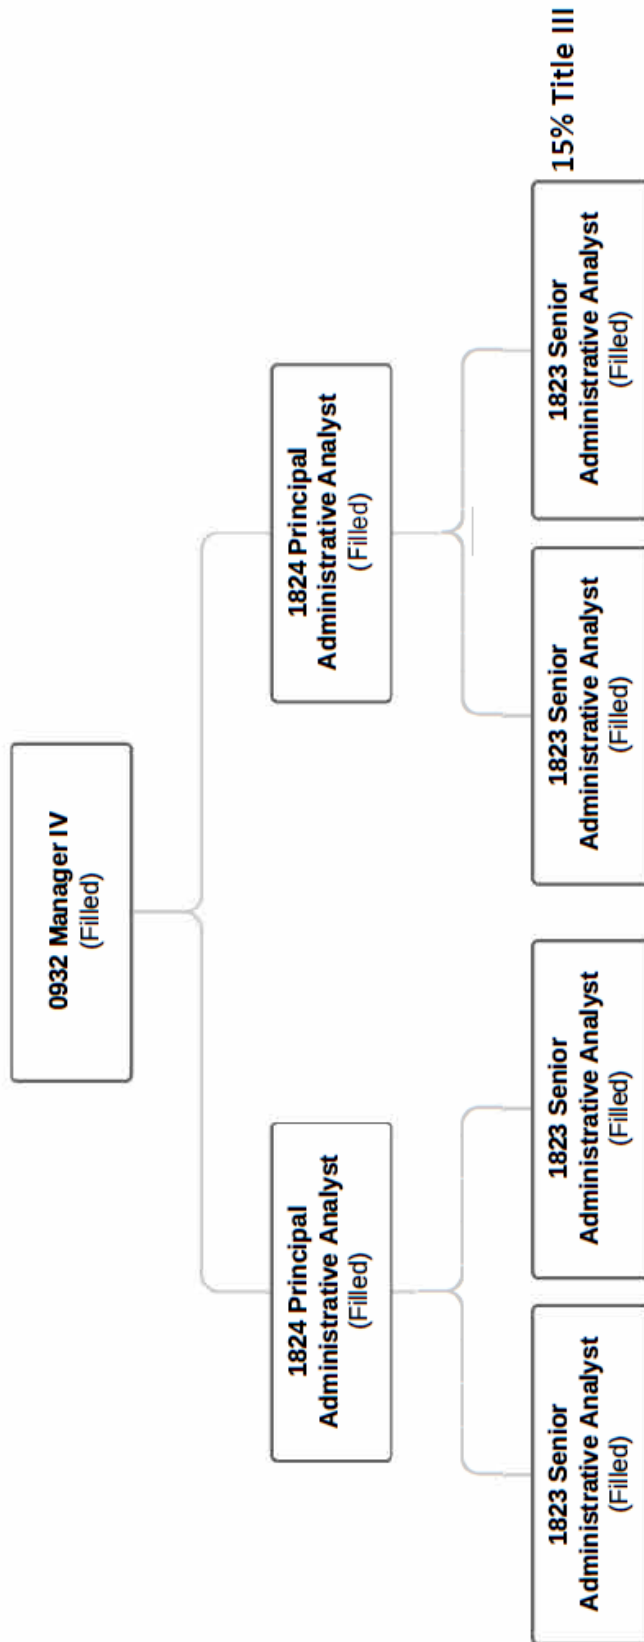 0932 Manager IV
(Filled)
1824 Principal
Administrative Analyst
(Filled)
1824 Principal
Administrative Analyst
(Filled)
1823 Senior
Administrative Analyst
(Filled)
1823 Senior
Administrative Analyst
(Filled)
1823 Senior
Administrative Analyst
(Filled)
1823 Senior
Administrative Analyst
(Filled)
15% Title III